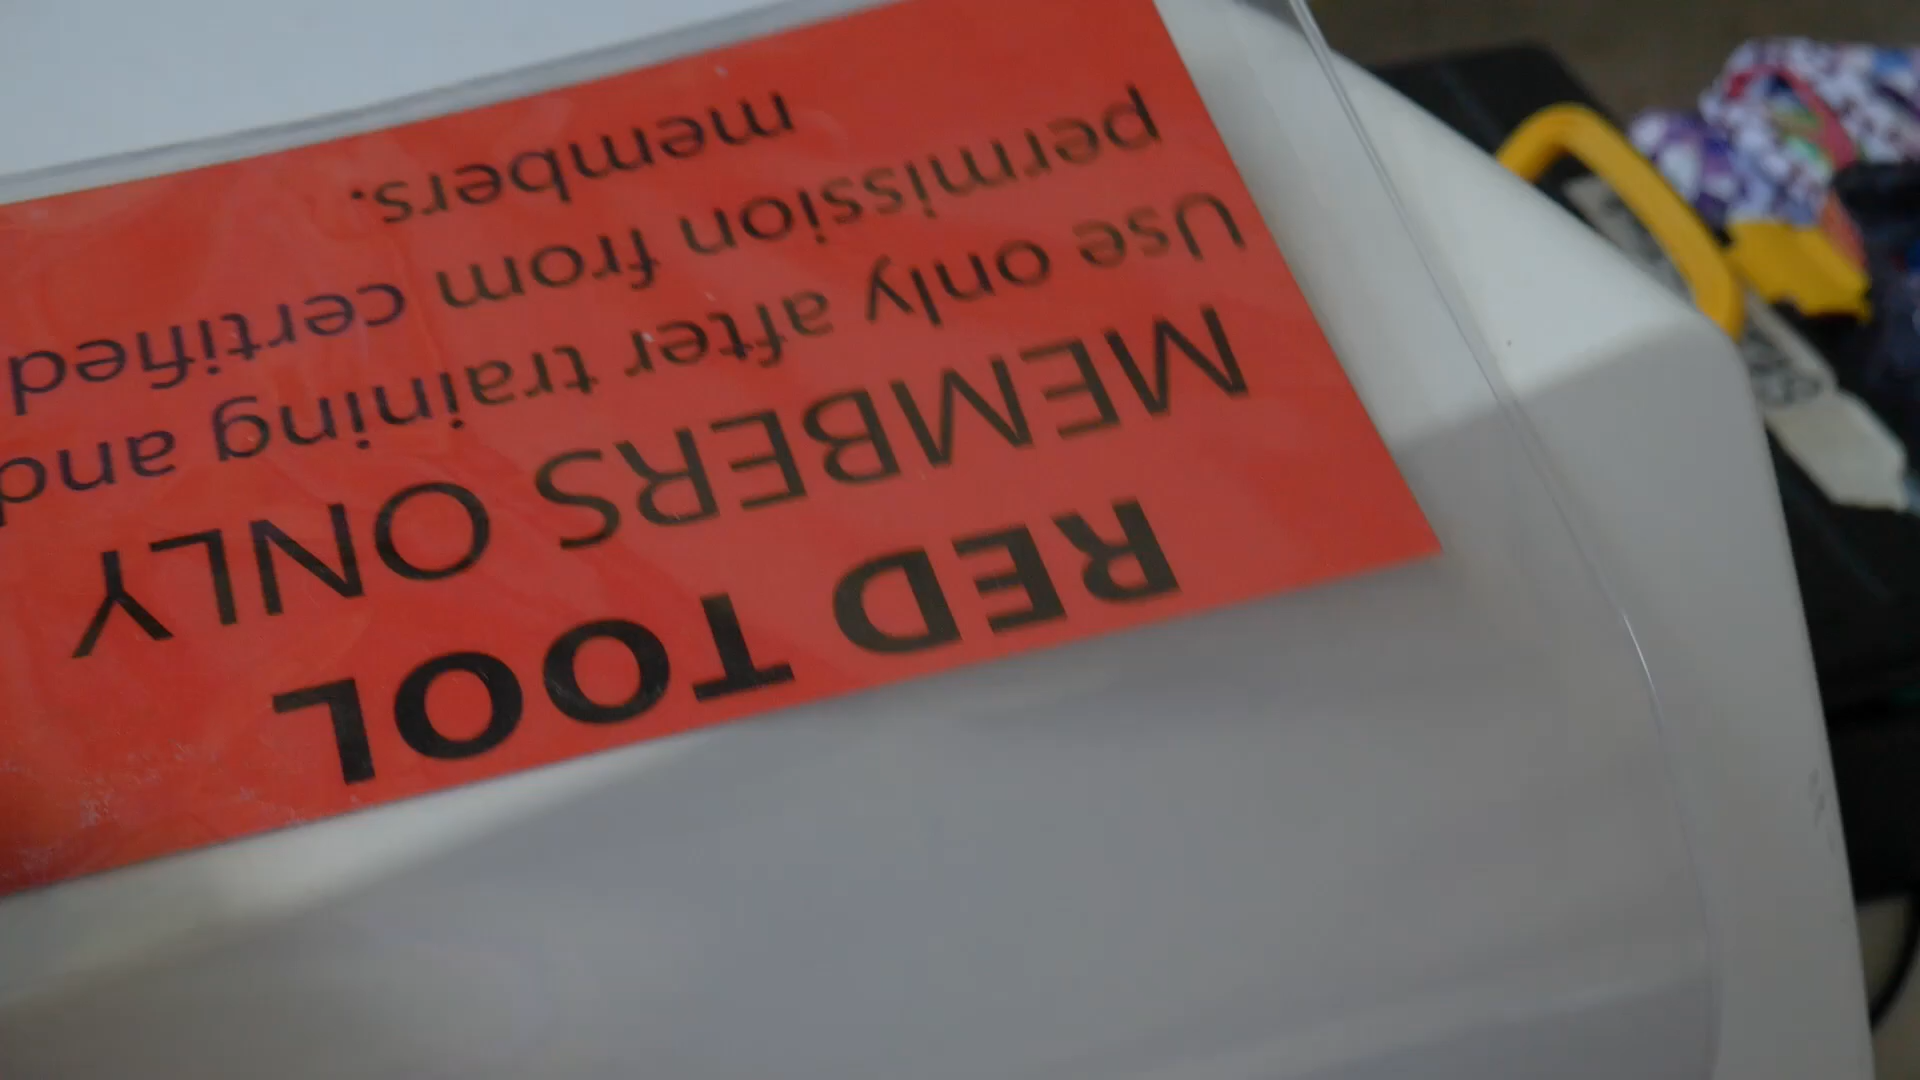 RED TOOL
MEMBERS ONLY
Use only after training and
permission from certified
members.